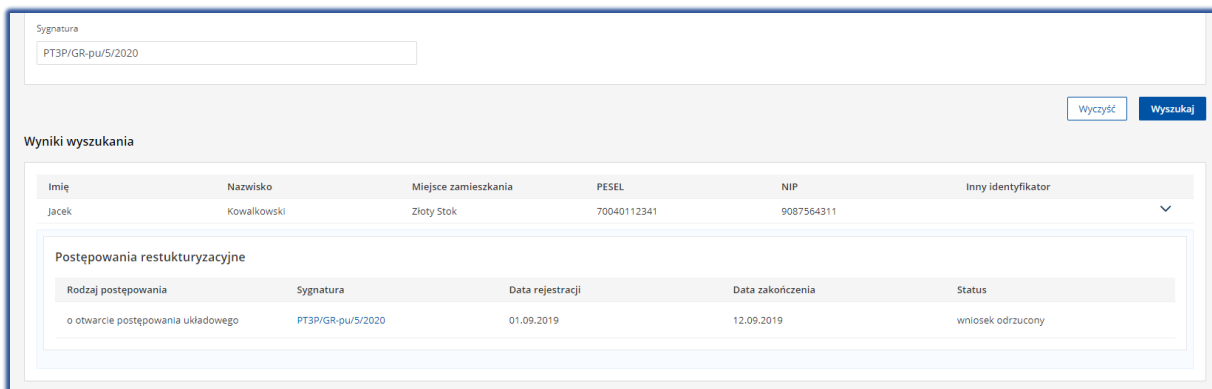 Sygnatura
PT3P/GR-pu/5/2020
Wyczyść Wyszukaj
Wyniki wyszukania
Imię Nazwisko Miejsce zamieszkania PESEL NIP Inny identyfikator
Jacek Kowalkowski Złoty Stok 70040112341 9087564311
Postępowania restukturyzacyjne
Rodzaj postępowania Sygnatura Data rejestracji Data zakończenia Status
o otwarcie postępowania układowego PT3P/GR-pu/5/2020 01.09.2019 12.09.2019 wniosek odrzucony